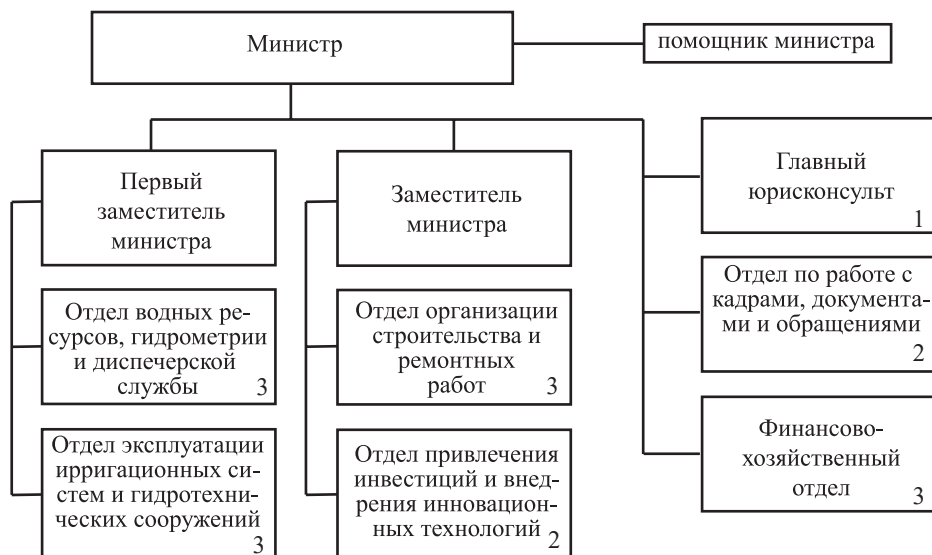 Министр
помощник министра
Первый
заместитель
министра
Заместитель
министра
Главный
юрисконсульт
1
Отдел водных ре-
сурсов, гидрометрии
и диспечерской
службы
3
Отдел организации
строительства и
ремонтных
работ
3
Отдел по работе с
кадрами, документа-
ми и обращениями
2
Отдел эксплуатации
ирригационных си-
стем и гидротехни-
ческих сооружений
3
Отдел привлечения
инвестиций и внед-
рения инновацион-
ных технологий
2
Финансово-
хозяйственный
отдел
3